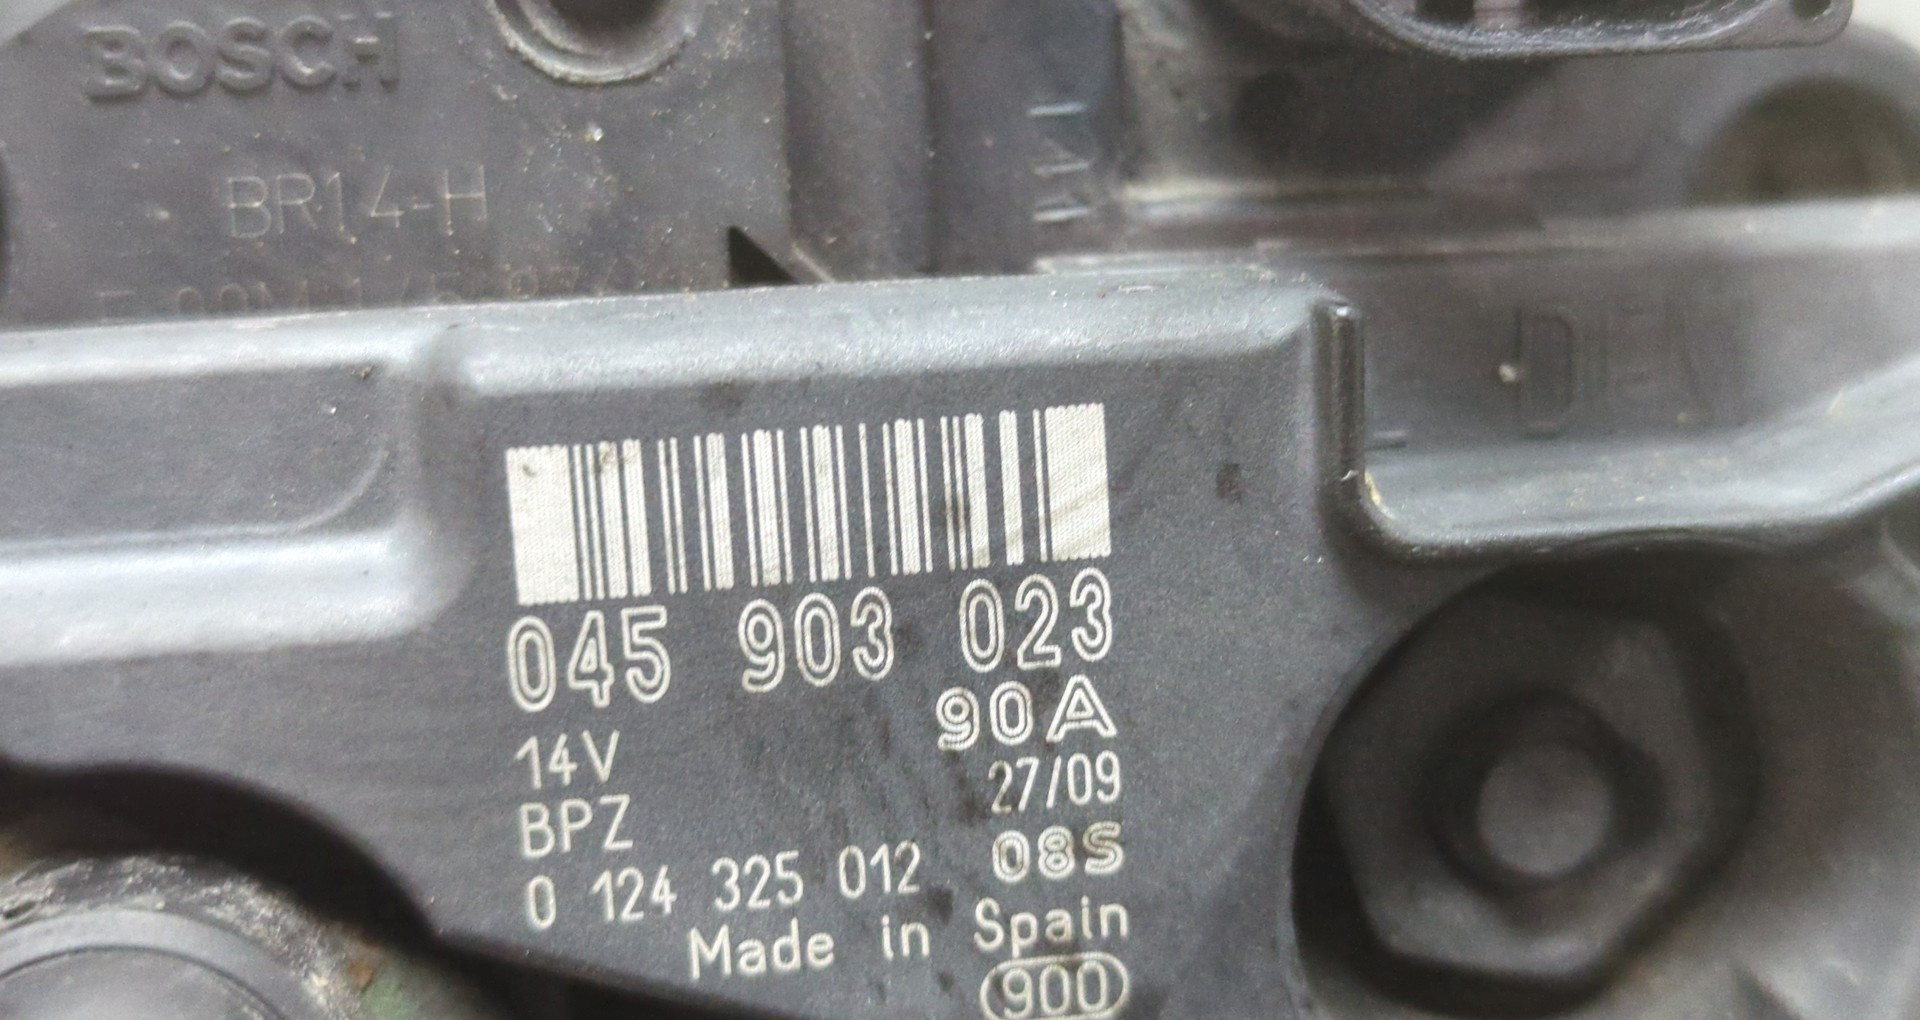 BOSCH
BR14-H
045 903 023
90A
14V
27/09
BPZ
08S
0 124 325 012
Made in Spain
900